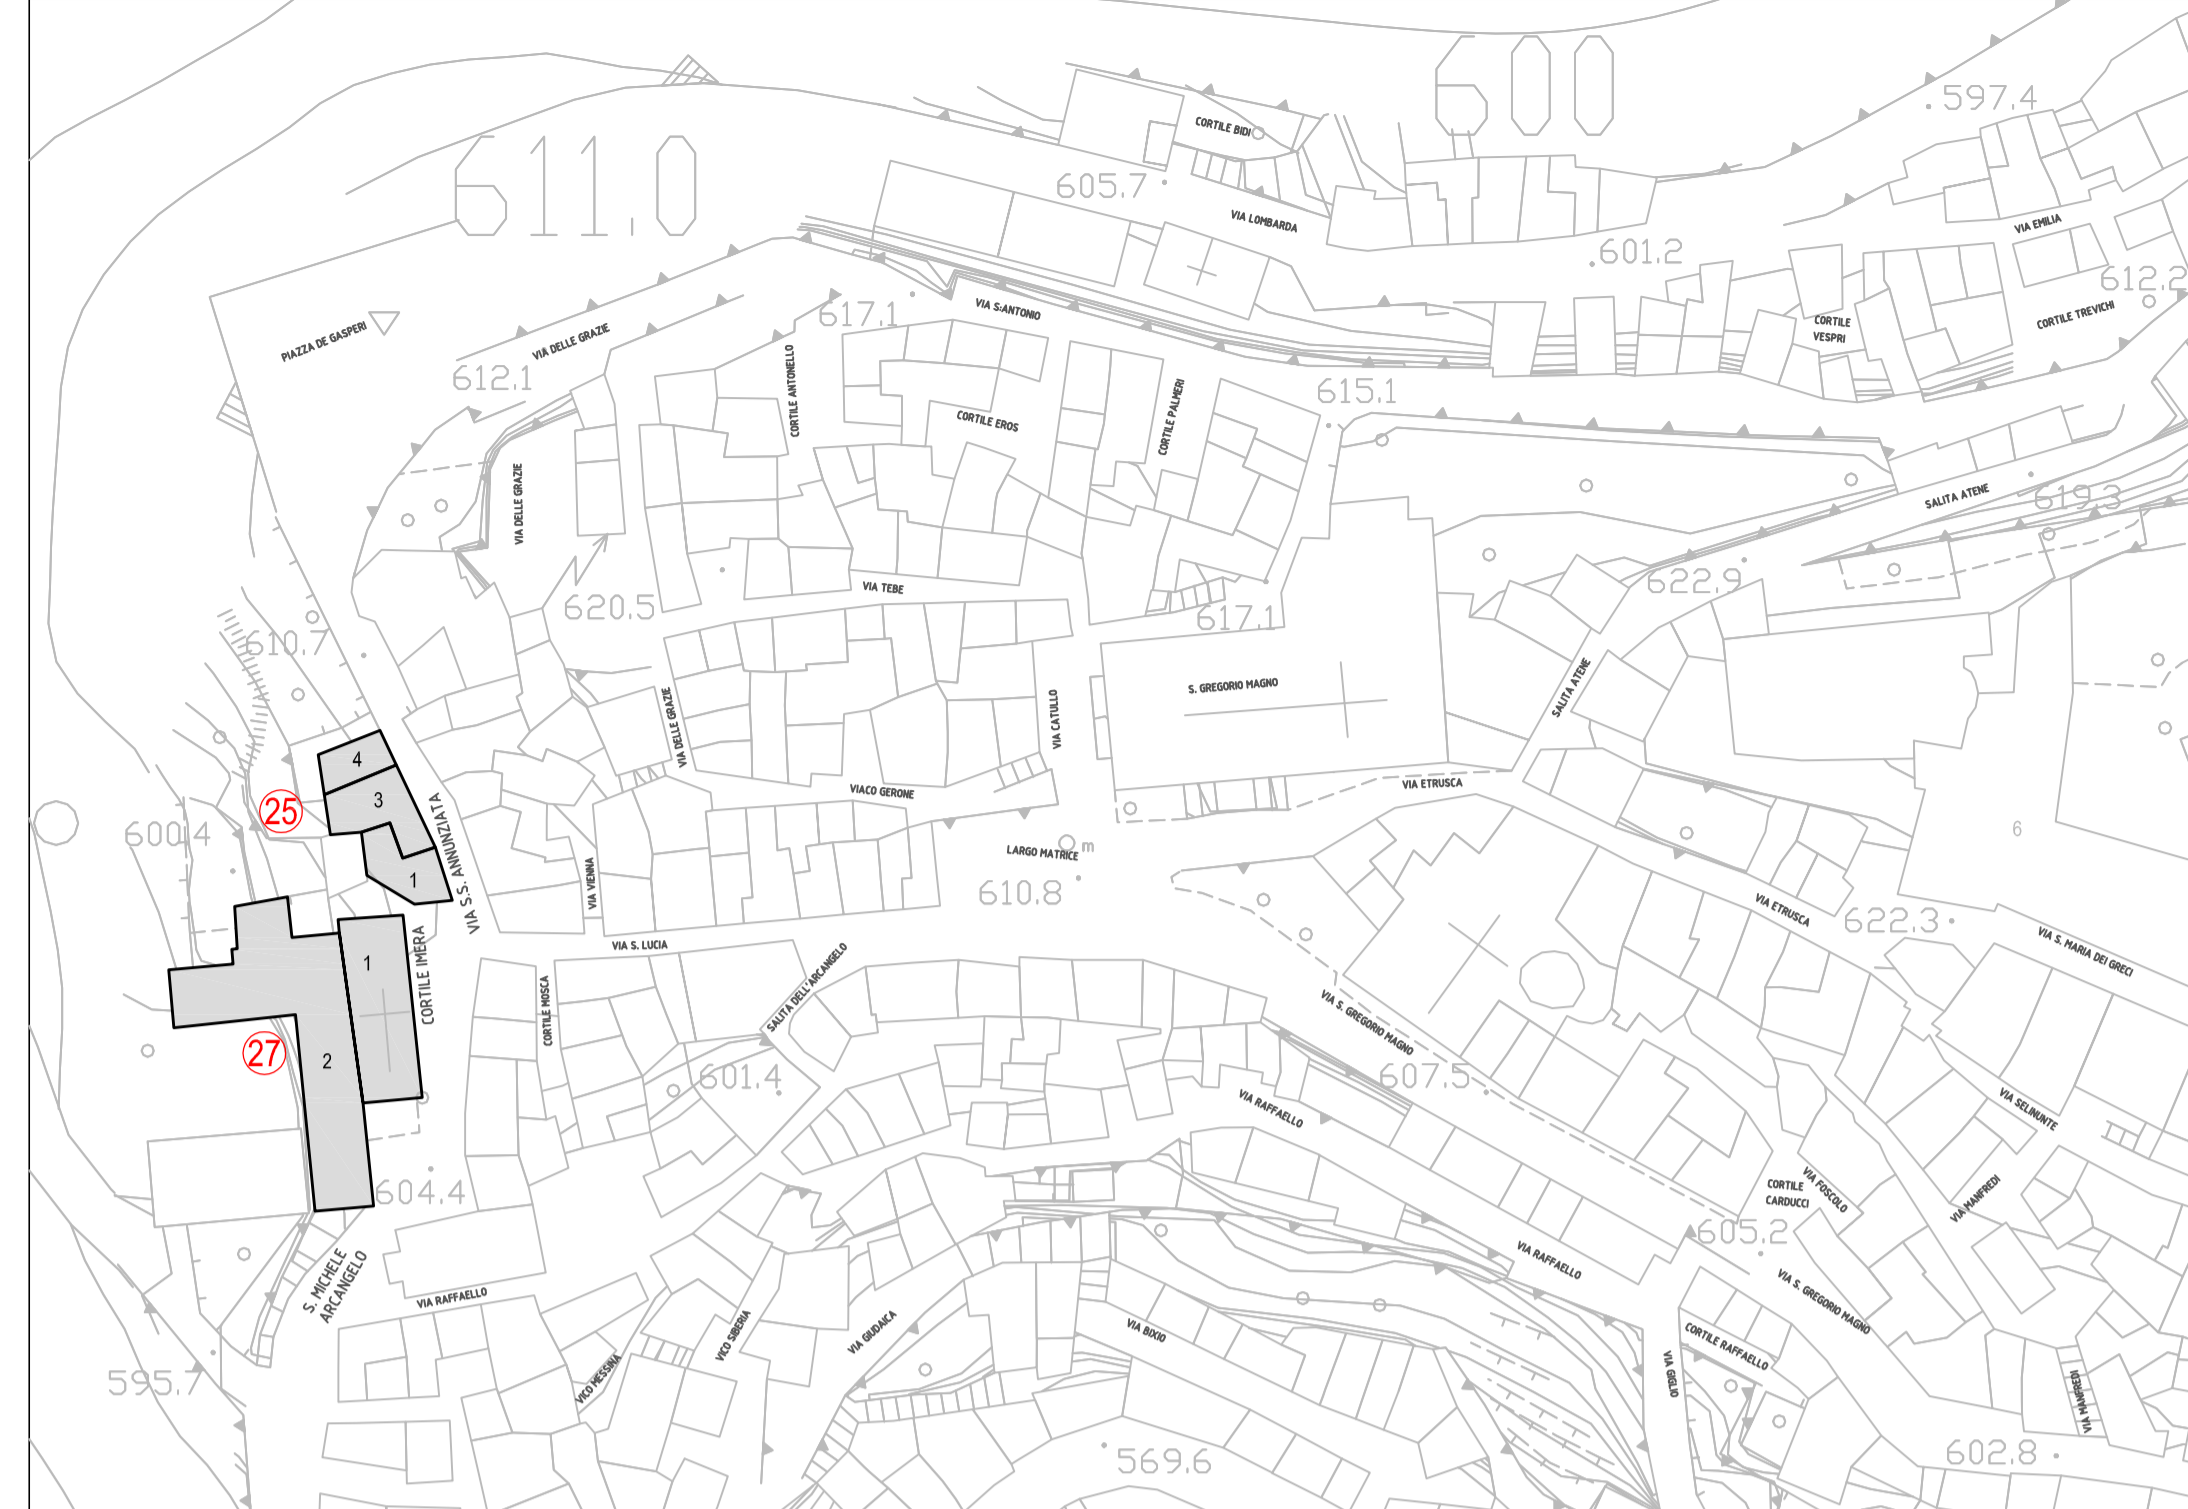 600
597.4
CORTILE BIDI
611.0
605.7
VIA LOMBARDA
VIA EMILIA
601.2
612.2
PIAZZA DE GASPERI
VIA DELLE GRAZIE
617.1
VIA S.ANTONIO
CORTILE
VESPRI
CORTILE TREVICHI
612.1
CORTILE ANTONELLO
CORTILE EROS
CORTILE PALMERI
615.1
VIA DELLE GRAZIE
SALITA ATENE
619.3
VIA TEBE
620.5
617.1
622.9
610.7
VIA DELLE GRAZIE
VIA CATULLO
S. GREGORIO MAGNO
SALITA ATENE
4
3
25
1
600.4
VIA S.S. ANNUNZIATA
VIACO GERONE
VIA ETRUSCA
6
LARGO MATRICE
m
610.8
VIA VIENNA
VIA ETRUSCA
622.3
VIA S. MARIA DEI GRECI
VIA S. LUCIA
CORTILE IMERA
1
2
27
CORTILE MOSCA
SALITA DELL'ARCANGELO
VIA S. GREGORIO MAGNO
601.4
607.5
VIA RAFFAELLO
VIA SELINUNTE
604.4
CORTILE
CARDUCCI
VIA FOSCOLO
VIA MANFREDI
605.2
S. MICHELE
ARCANGELO
VIA RAFFAELLO
VIA RAFFAELLO
VIA S. GREGORIO MAGNO
VICO SIBERIA
VIA GIUDAICA
VIA BIXIO
CORTILE RAFFAELLO
VIA GIGLIO
595.7
VICO MESSINA
VIA MANFREDI
569.6
602.8